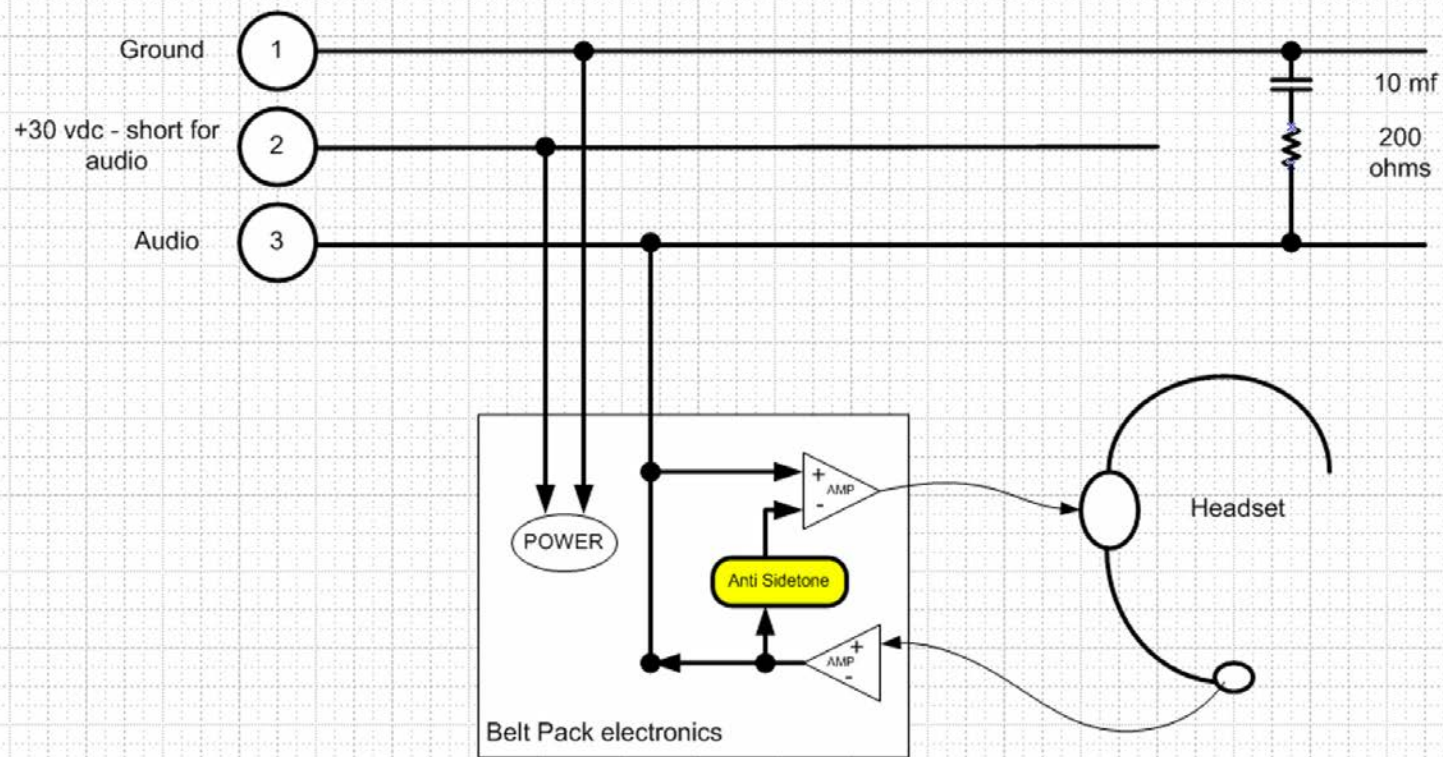 Ground
1
10 mf
+30 vdc - short for
audio
2
200
ohms
Audio
3
+
AMP
-
POWER
Headset
Anti Sidetone
+
AMP
-
Belt Pack electronics